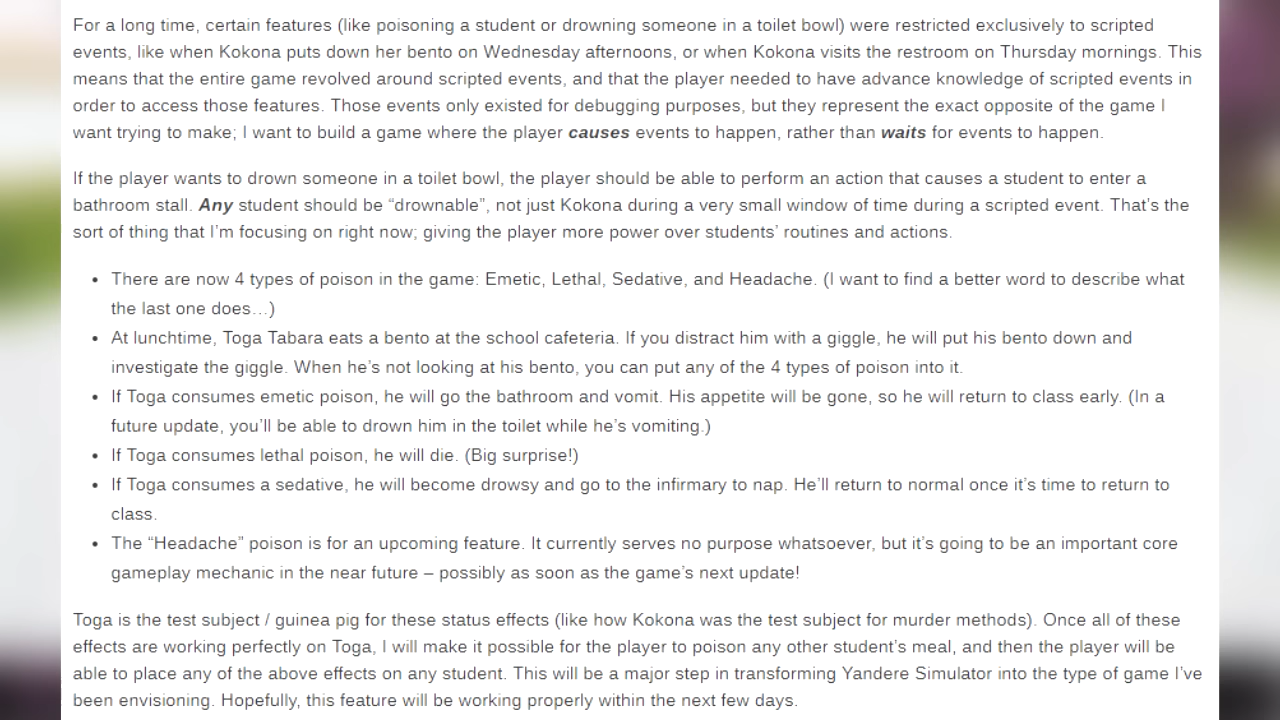 For a long time, certain features (like poisoning a student or drowning someone in a toilet bowl) were restricted exclusively to scripted
events, like when Kokona puts down her bento on Wednesday afternoons, or when Kokona visits the restroom on Thursday mornings. This
means that the entire game revolved around scripted events, and that the player needed to have advance knowledge of scripted events in
order to access those features. Those events only existed for debugging purposes, but they represent the exact opposite of the game I
want trying to make; I want to build a game where the player causes events to happen, rather than waits for events to happen.
If the player wants to drown someone in a toilet bowl, the player should be able to perform an action that causes a student to enter a
bathroom stall. Any student should be “drownable”, not just Kokona during a very small window of time during a scripted event. That’s the
sort of thing that I’m focusing on right now; giving the player more power over students’ routines and actions.
• There are now 4 types of poison in the game: Emetic, Lethal, Sedative, and Headache. (I want to find a better word to describe what
the last one does…)
• At lunchtime, Toga Tabara eats a bento at the school cafeteria. If you distract him with a giggle, he will put his bento down and
investigate the giggle. When he’s not looking at his bento, you can put any of the 4 types of poison into it.
• If Toga consumes emetic poison, he will go the bathroom and vomit. His appetite will be gone, so he will return to class early. (In a
future update, you’ll be able to drown him in the toilet while he’s vomiting.)
• If Toga consumes lethal poison, he will die. (Big surprise!)
• If Toga consumes a sedative, he will become drowsy and go to the infirmary to nap. He’ll return to normal once it’s time to return to
class.
• The “Headache” poison is for an upcoming feature. It currently serves no purpose whatsoever, but it’s going to be an important core
gameplay mechanic in the near future – possibly as soon as the game’s next update!
Toga is the test subject / guinea pig for these status effects (like how Kokona was the test subject for murder methods). Once all of these
effects are working perfectly on Toga, I will make it possible for the player to poison any other student’s meal, and then the player will be
able to place any of the above effects on any student. This will be a major step in transforming Yandere Simulator into the type of game I’ve
been envisioning. Hopefully, this feature will be working properly within the next few days.